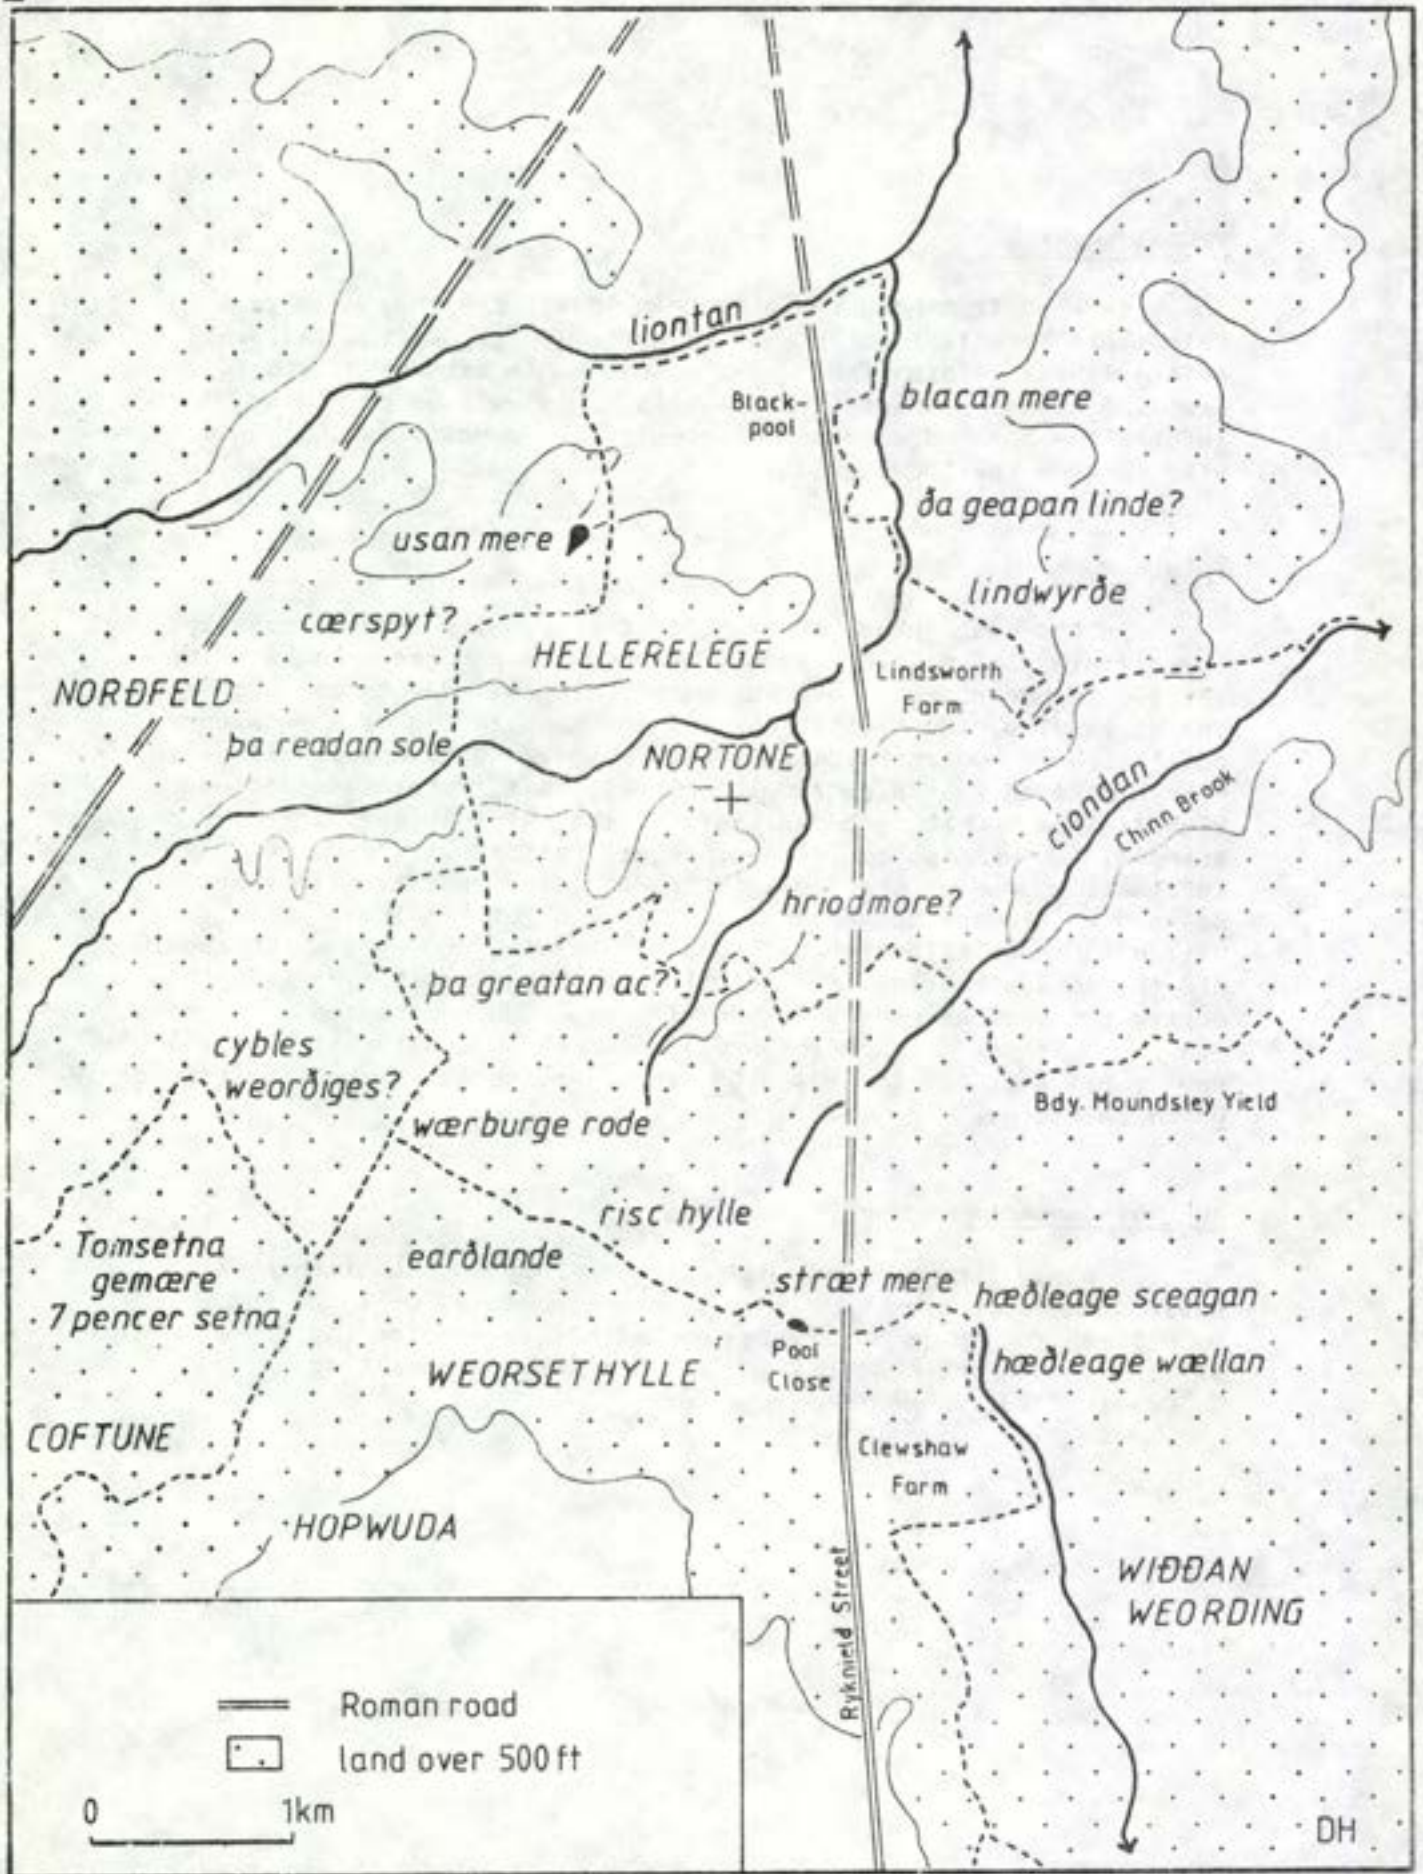 liontan
Black-
pool
blacan mere
ða geapan linde?
usan mere
lindwyrðe
cærspyt?
HELLERELEGE
Lindsworth
Farm
NORÐFELD
þa readan sole
NORTONE
ciondan
Chinn Brook
hriodmore?
þa greatan ac?
cybles
weorðiges?
Bdy. Moundsley Yield
wærburge rode
risc hylle
Tomsetna
gemære
7 pencer setna
earðlande
stræt mere
hæðleage sceagan
Pool
Close
hæðleage wællan
WEORSETHYLLE
COFTUNE
Clewshaw
Farm
HOPWUDA
WIÐÐAN
WEORDING
Ryknield Street
Roman road
land over 500 ft
0 1km
DH